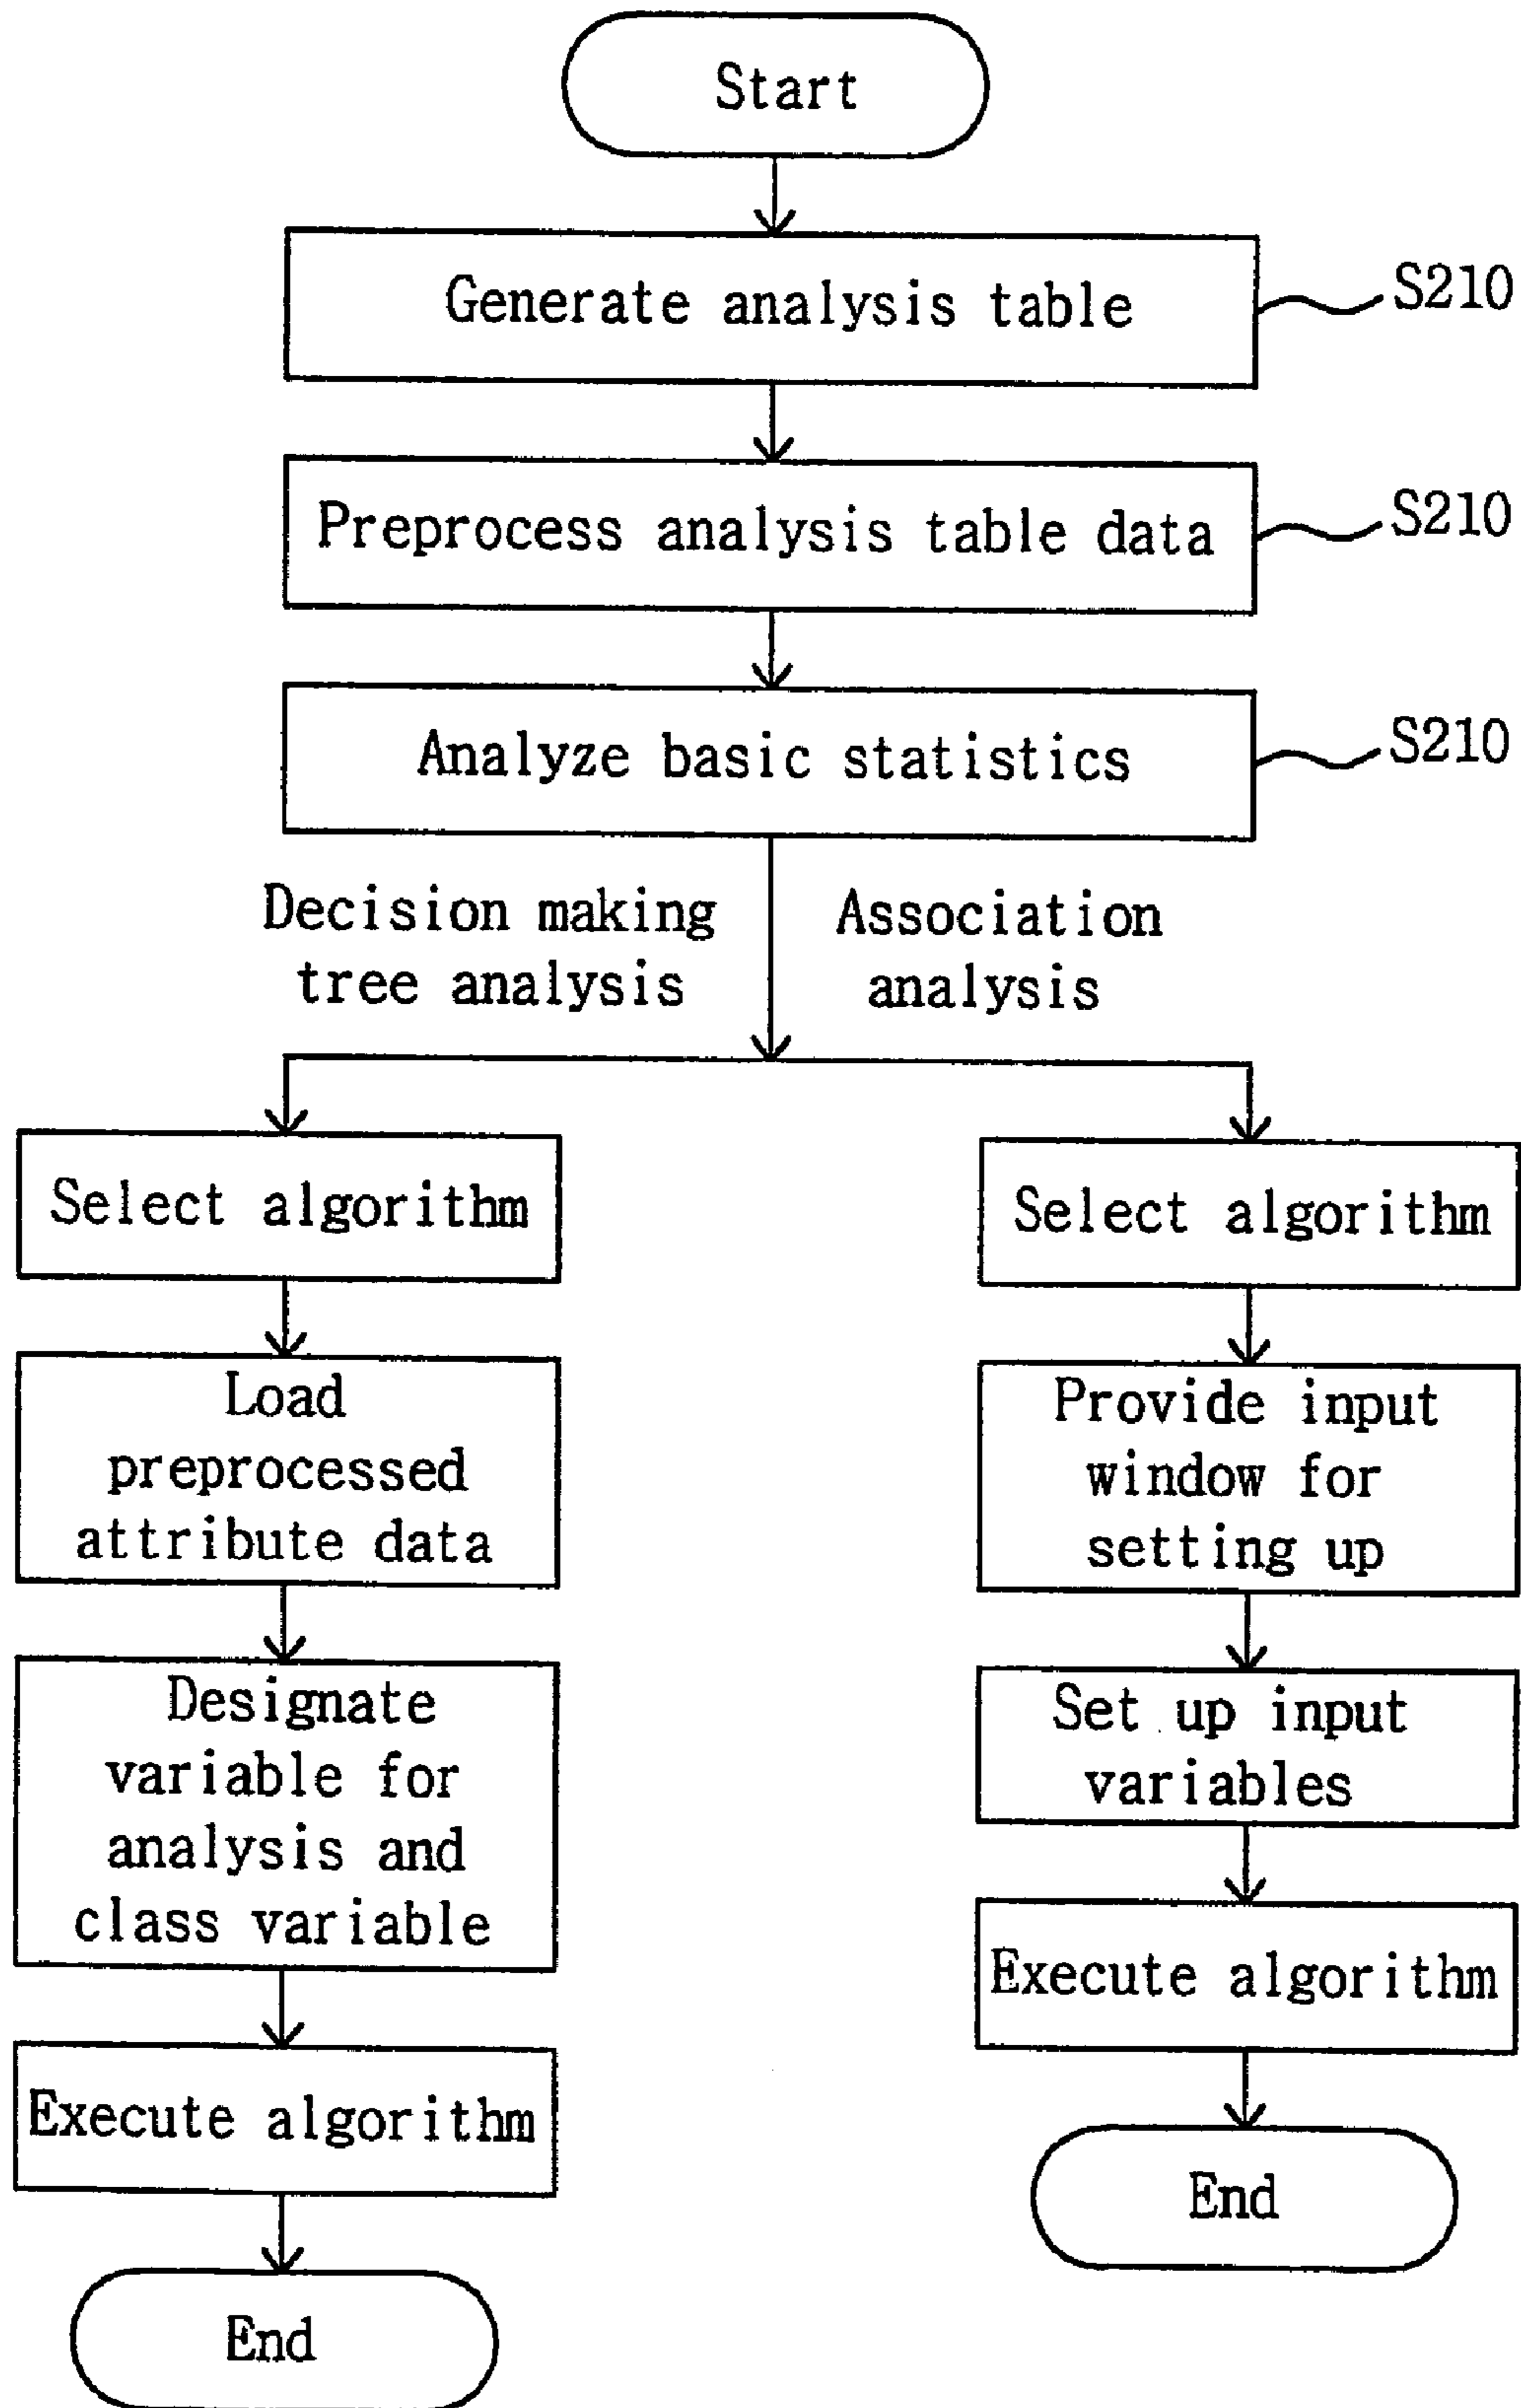 Start
Generate analysis table
S210
Preprocess analysis table data
S210
Analyze basic statistics
S210
Decision making
tree analysis
Association
analysis
Select algorithm
Load
preprocessed
attribute data
Designate
variable for
analysis and
class variable
Execute algorithm
End
Select algorithm
Provide input
window for
setting up
Set up input
variables
Execute algorithm
End